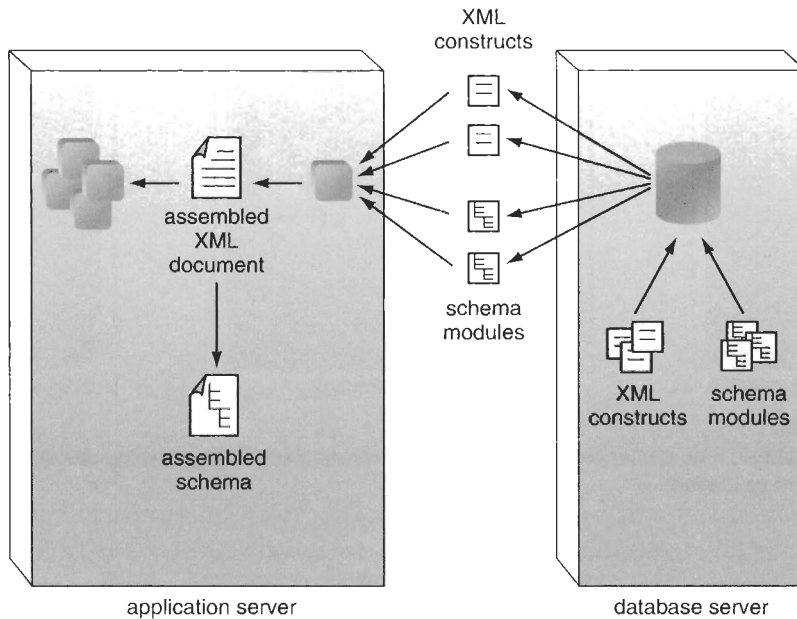 XML
constructs
assembled
XML
document
schema
modules
XML
constructs
schema
modules
assembled
schema
application server
database server